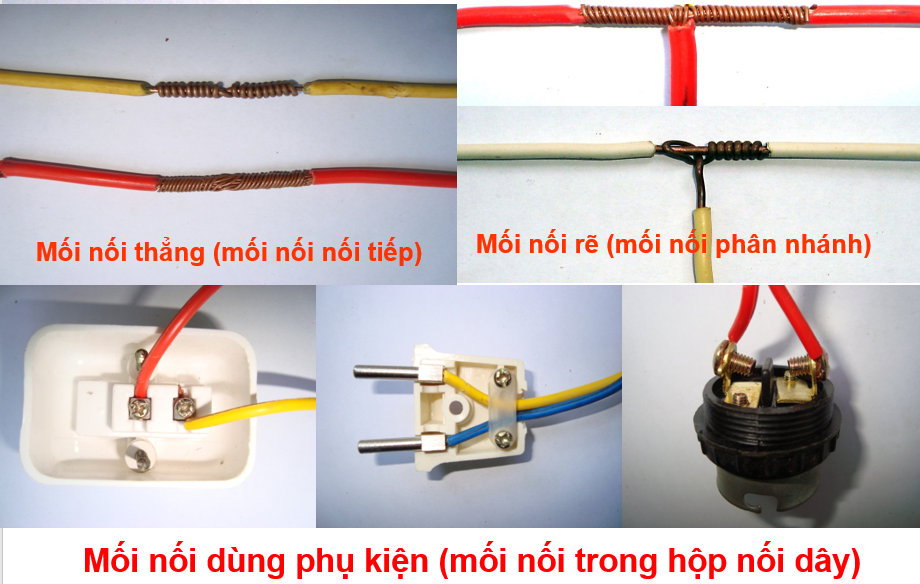 Mối nối thẳng (mối nối nối tiếp)
Mối nối rẽ (mối nối phân nhánh)
Mối nối dùng phụ kiện (mối nối trong hộp nối dây)